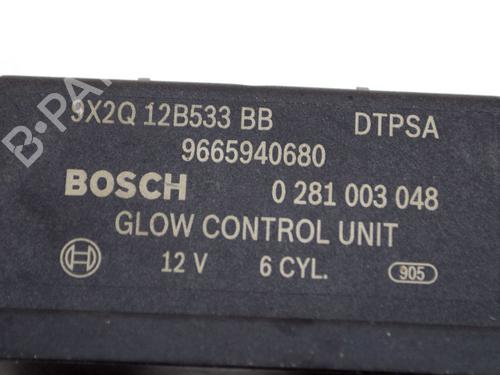 9X2Q 12B533 BB DTPSA
9665940680
BOSCH 0 281 003 048
GLOW CONTROL UNIT
12 V 6 CYL. 905